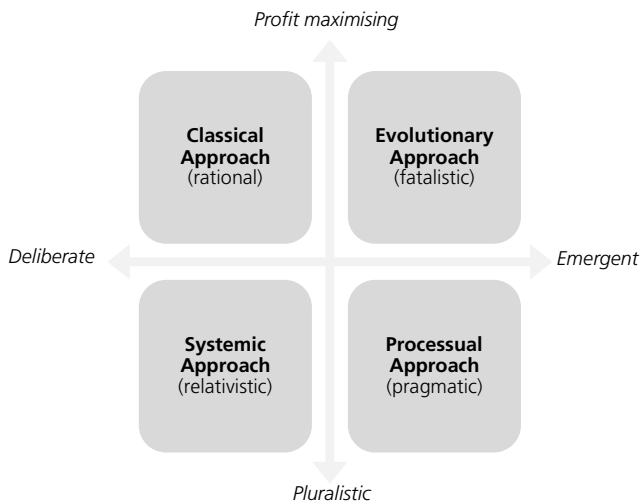 Profit maximising
Classical
Approach
(rational)
Evolutionary
Approach
(fatalistic)
Deliberate
Emergent
Systemic
Approach
(relativistic)
Processual
Approach
(pragmatic)
Pluralistic